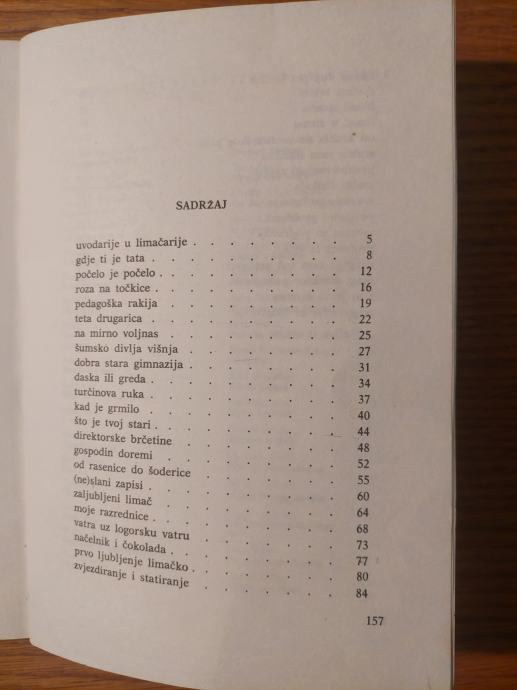 SADRŽAJ
uvodarije u limačarije . . . . . . . 5
gdje ti je tata . . . . . . . . 8
počelo je počelo . . . . . . . . 12
roza na točkice . . . . . . . . 16
pedagoška rakija . . . . . . . . 19
teta drugarica . . . . . . . . 22
na mirno voljnas . . . . . . . . 25
šumsko divlja višnja . . . . . . . 27
dobra stara gimnazija . . . . . . . 31
daska ili greda . . . . . . . . 34
turčinova ruka . . . . . . . . 37
kad je grmilo . . . . . . . . 40
što je tvoj stari . . . . . . . . 44
direktorske brčetine . . . . . . . 48
gospodin doremi . . . . . . . . 52
od rasenice do šoderice . . . . . . 55
(ne)slani zapisi . . . . . . . . 60
zaljubljeni limač . . . . . . . . 64
moje razrednice . . . . . . . . 68
vatra uz logorsku vatru . . . . . . 73
načelnik i čokolada . . . . . . . 77
prvo ljubljenje limačko . . . . . . 80
zvjezdiranje i statiranje . . . . . . 84
157